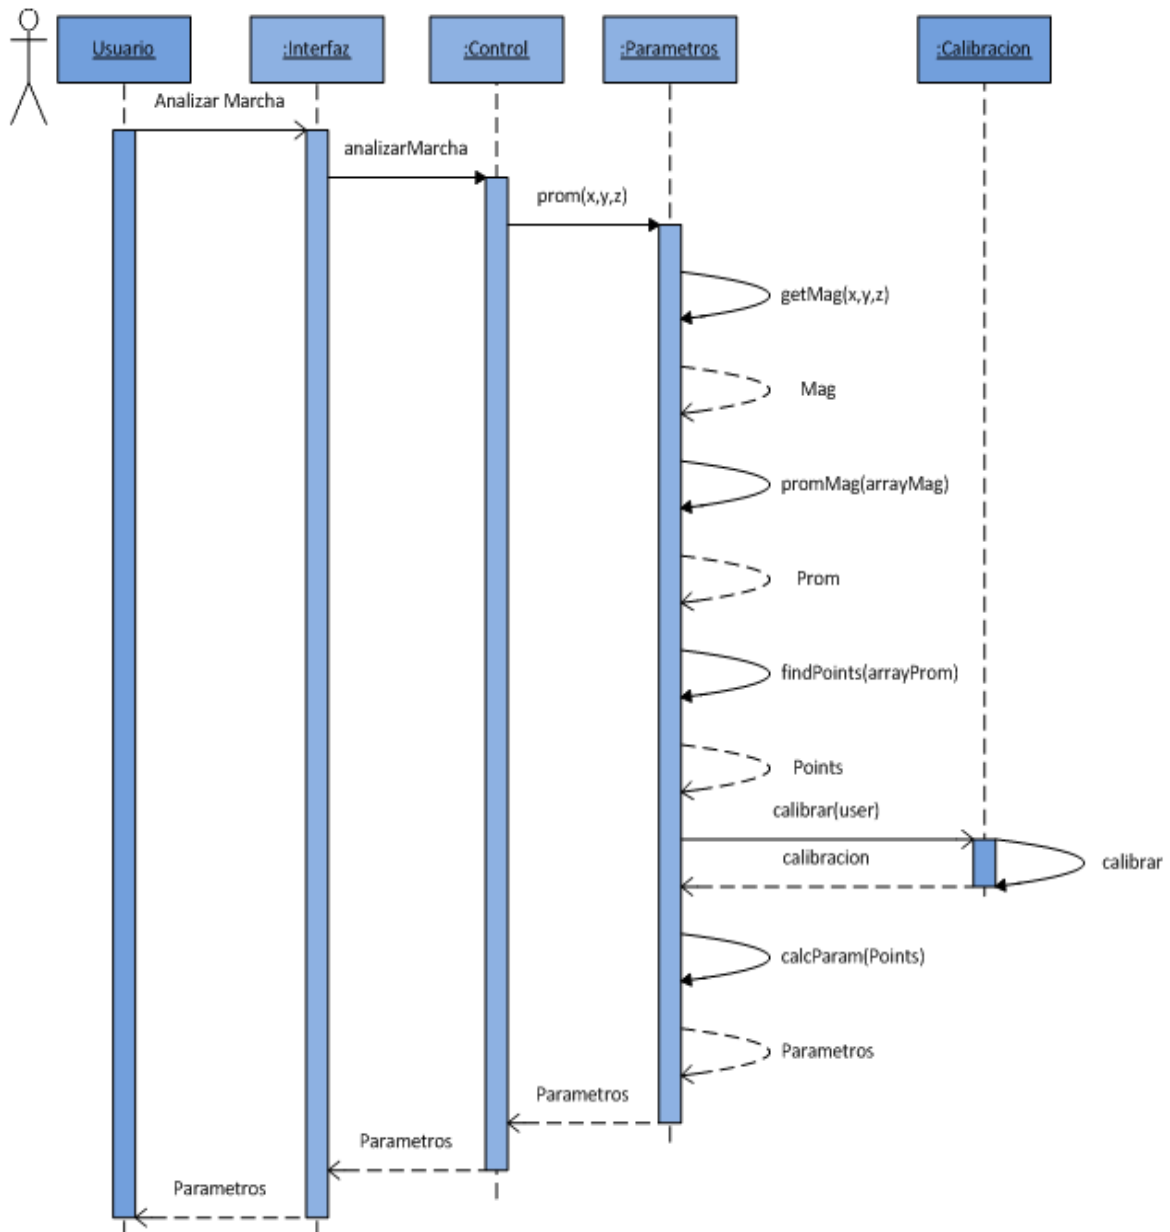 Usuario
:Interfaz
:Control
:Parametros
:Calibracion
Analizar Marcha
analizarMarcha
prom(x,y,z)
getMag(x,y,z)
Mag
promMag(arrayMag)
Prom
findPoints(arrayProm)
Points
calibrar(user)
calibracion
calibrar
calcParam(Points)
Parametros
Parametros
Parametros
Parametros